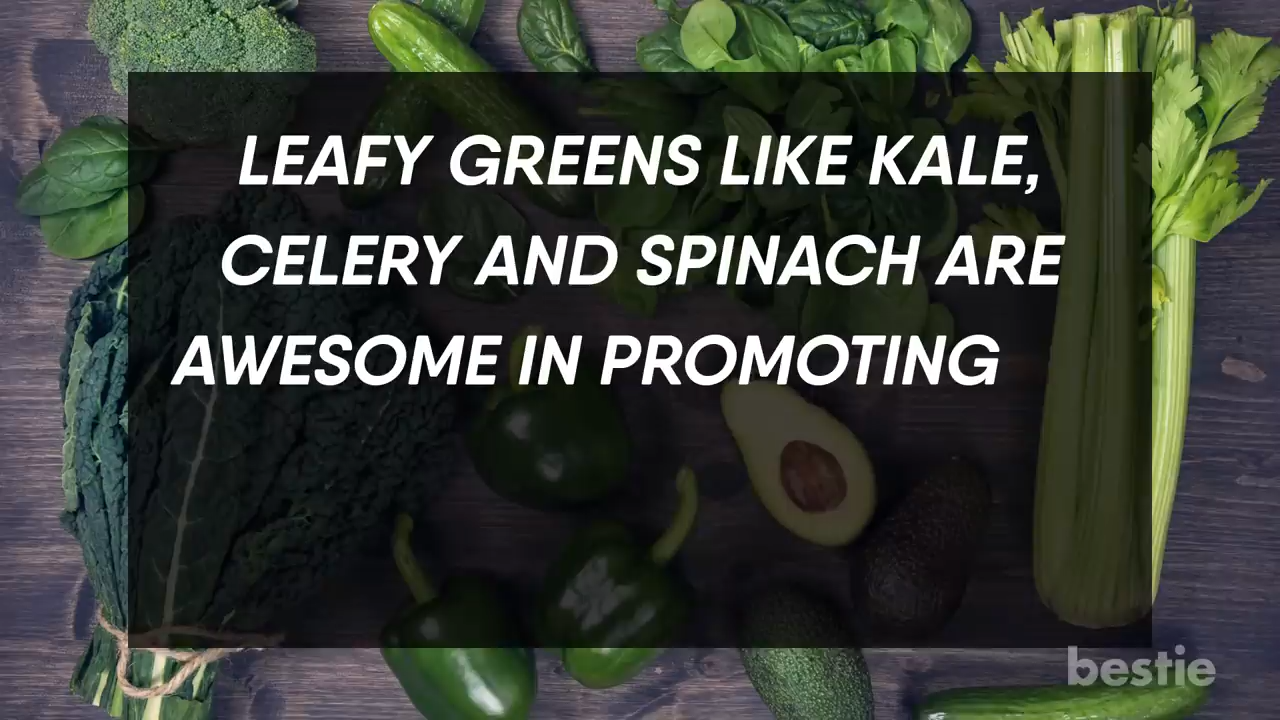 LEAFY GREENS LIKE KALE,
CELERY AND SPINACH ARE
AWESOME IN PROMOTING
bestie